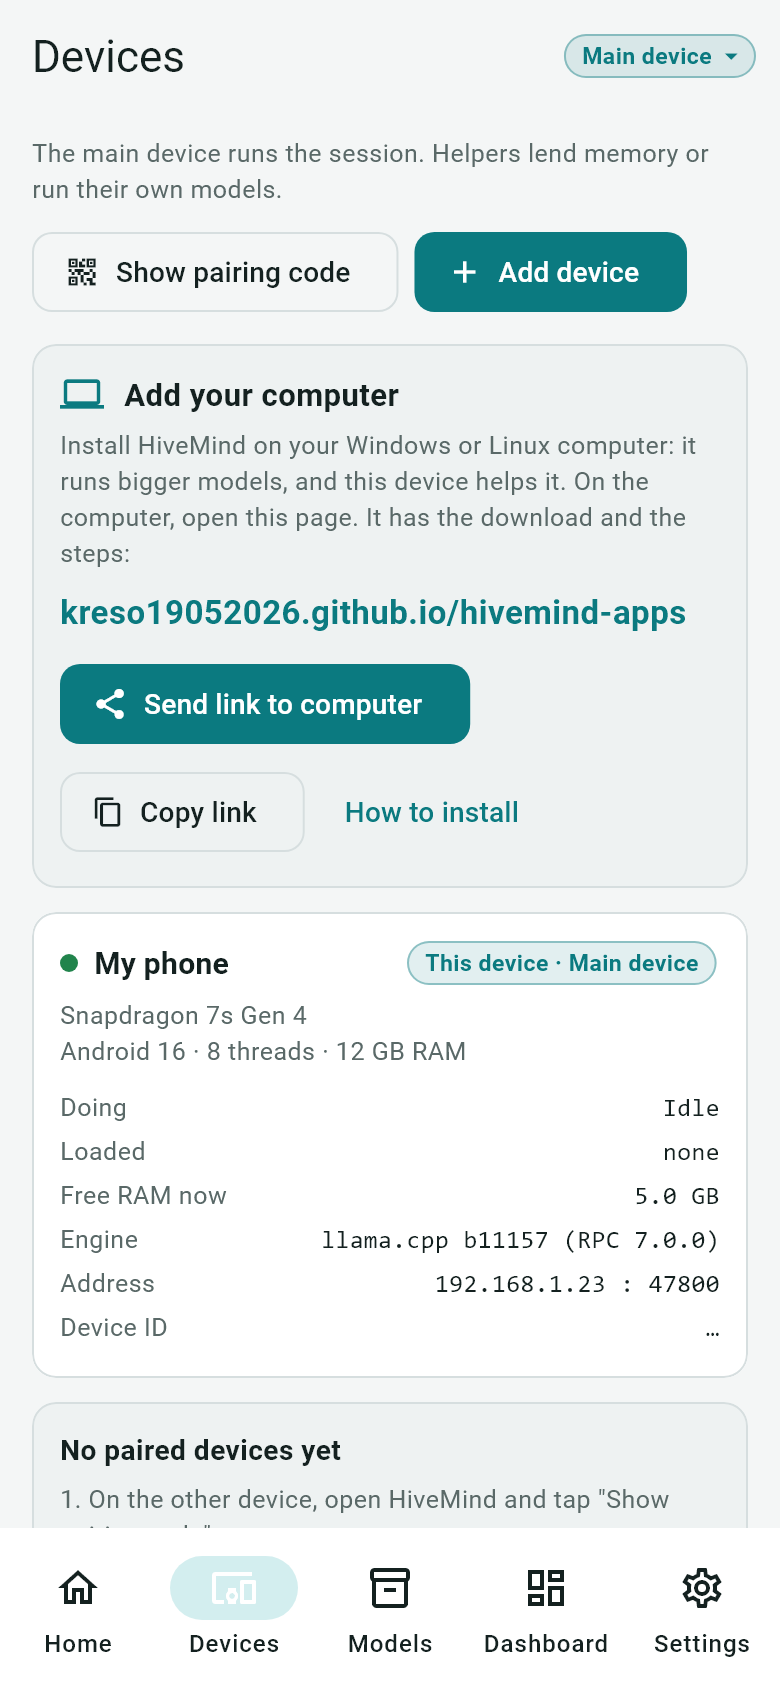 Devices
Main device
The main device runs the session. Helpers lend memory or
run their own models.
Show pairing code
Add device
Add your computer
Install HiveMind on your Windows or Linux computer: it
runs bigger models, and this device helps it. On the
computer, open this page. It has the download and the
steps:
kreso19052026.github.io/hivemind-apps
Send link to computer
Copy link
How to install
My phone
This device · Main device
Snapdragon 7s Gen 4
Android 16 · 8 threads · 12 GB RAM
Doing Idle
Loaded none
Free RAM now 5.0 GB
Engine llama.cpp b11157 (RPC 7.0.0)
Address 192.168.1.23 : 47800
Device ID …
No paired devices yet
1. On the other device, open HiveMind and tap "Show
Home
Devices
Models
Dashboard
Settings